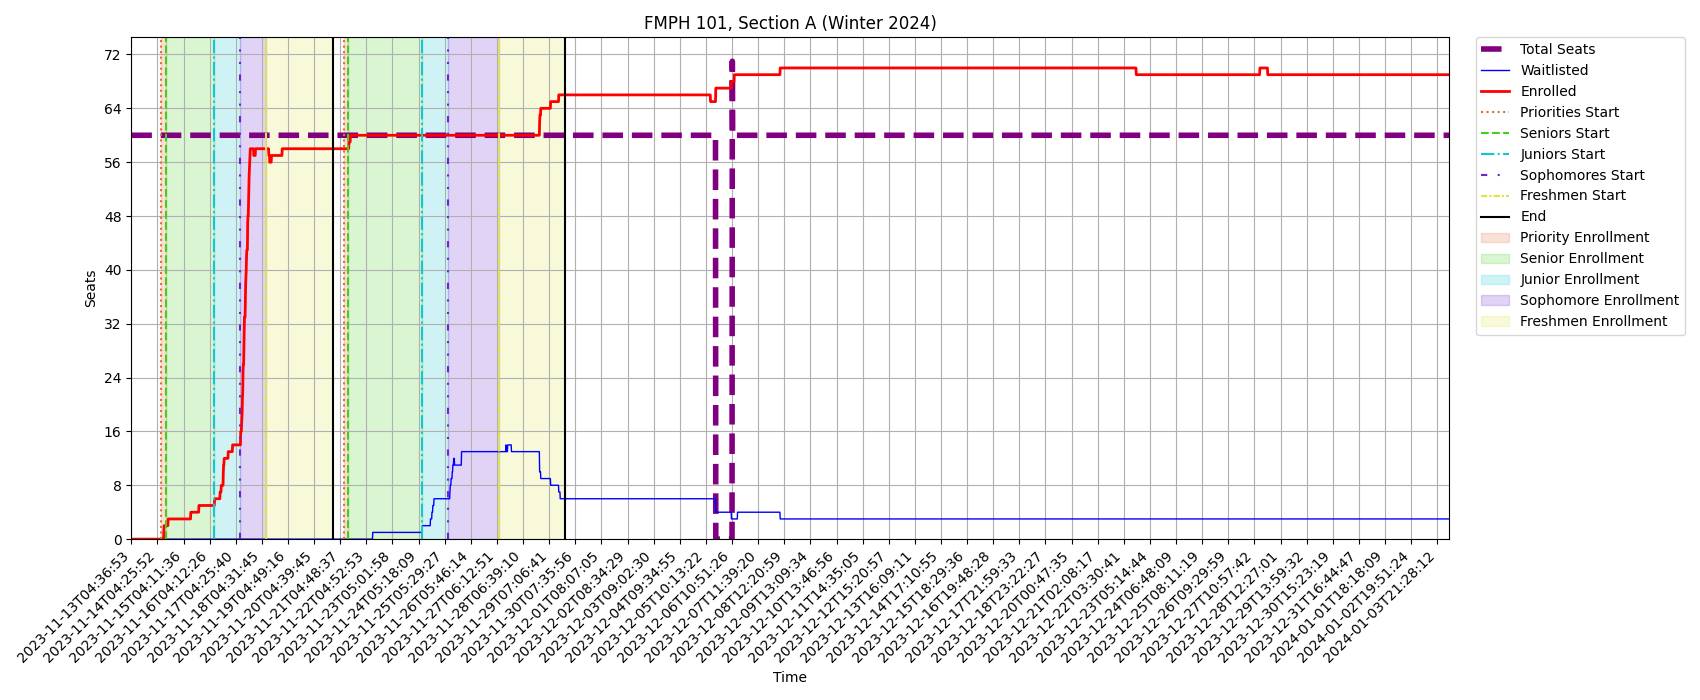 FMPH 101, Section A (Winter 2024)
72
64
56
48
40
32
24
16
8
0
Seats
2023-11-13T04:36:53
2023-11-14T04:25:52
2023-11-15T04:11:36
2023-11-16T04:12:26
2023-11-17T04:25:40
2023-11-18T04:31:45
2023-11-19T04:49:16
2023-11-20T04:39:45
2023-11-21T04:48:37
2023-11-22T04:52:53
2023-11-23T05:01:58
2023-11-24T05:18:09
2023-11-25T05:29:27
2023-11-26T05:46:14
2023-11-27T06:12:51
2023-11-28T06:39:10
2023-11-29T07:06:41
2023-11-30T07:35:56
2023-12-01T08:07:05
2023-12-02T08:34:29
2023-12-03T09:02:30
2023-12-04T09:34:55
2023-12-05T10:13:22
2023-12-06T10:51:26
2023-12-07T11:39:20
2023-12-08T12:20:59
2023-12-09T13:09:34
2023-12-10T13:46:56
2023-12-11T14:35:05
2023-12-12T15:20:57
2023-12-13T16:09:11
2023-12-14T17:10:55
2023-12-15T18:29:36
2023-12-16T19:48:28
2023-12-17T21:59:33
2023-12-18T23:22:27
2023-12-20T00:47:35
2023-12-21T02:08:17
2023-12-22T03:30:41
2023-12-23T05:14:44
2023-12-24T06:48:09
2023-12-25T08:11:19
2023-12-26T09:29:59
2023-12-27T10:57:42
2023-12-28T12:27:01
2023-12-29T13:59:32
2023-12-30T15:23:19
2023-12-31T16:44:47
2024-01-01T18:18:09
2024-01-02T19:51:24
2024-01-03T21:28:12
Time
Total Seats
Waitlisted
Enrolled
Priorities Start
Seniors Start
Juniors Start
Sophomores Start
Freshmen Start
End
Priority Enrollment
Senior Enrollment
Junior Enrollment
Sophomore Enrollment
Freshmen Enrollment